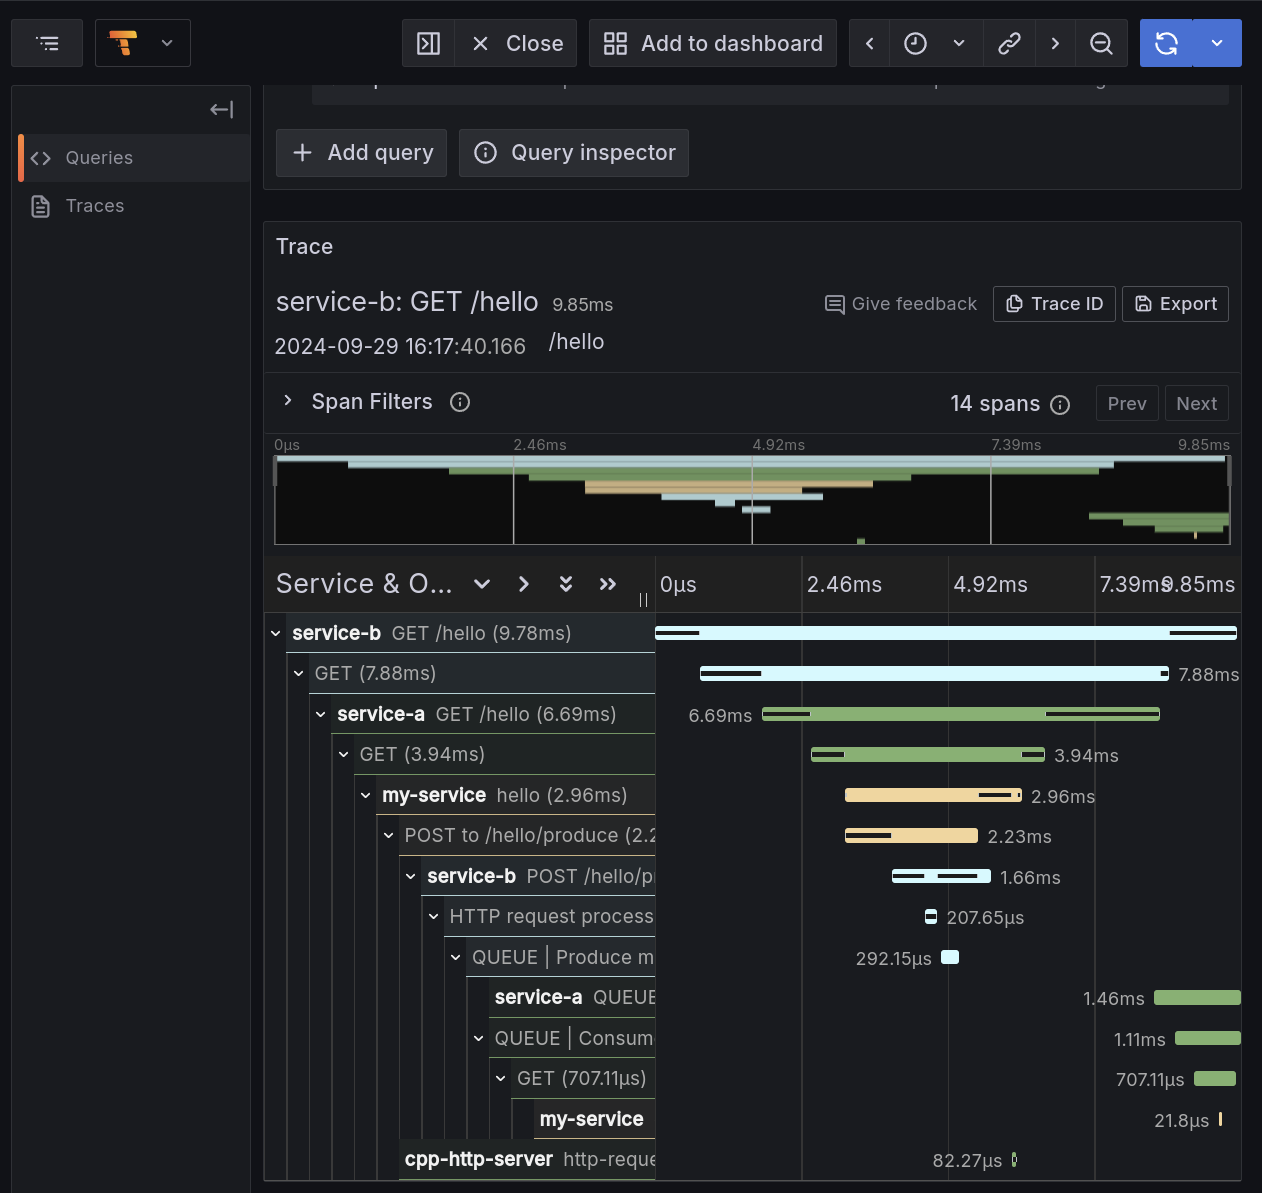 Close
Add to dashboard
Queries
Traces
Add query
Query inspector
Trace
service-b: GET /hello 9.85ms
Give feedback
Trace ID
Export
2024-09-29 16:17:40.166 /hello
Span Filters
14 spans
Prev
Next
0µs 2.46ms 4.92ms 7.39ms 9.85ms
Service & O... 0µs 2.46ms 4.92ms 7.39ms 9.85ms
service-b GET /hello (9.78ms)
GET (7.88ms) 7.88ms
service-a GET /hello (6.69ms) 6.69ms
GET (3.94ms) 3.94ms
my-service hello (2.96ms) 2.96ms
POST to /hello/produce (2.2 2.23ms
service-b POST /hello/p 1.66ms
HTTP request process 207.65µs
QUEUE | Produce m 292.15µs
service-a QUEUE 1.46ms
QUEUE | Consum 1.11ms
GET (707.11µs) 707.11µs
my-service 21.8µs
cpp-http-server http-reque 82.27µs